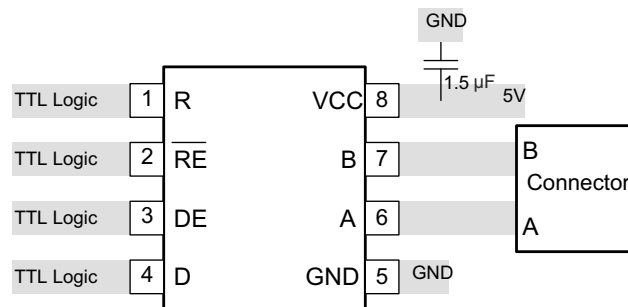 GND
1.5 µF
5V
TTL Logic 1 R VCC 8
TTL Logic 2 RE B 7 B
Connector
TTL Logic 3 DE A 6 A
TTL Logic 4 D GND 5 GND